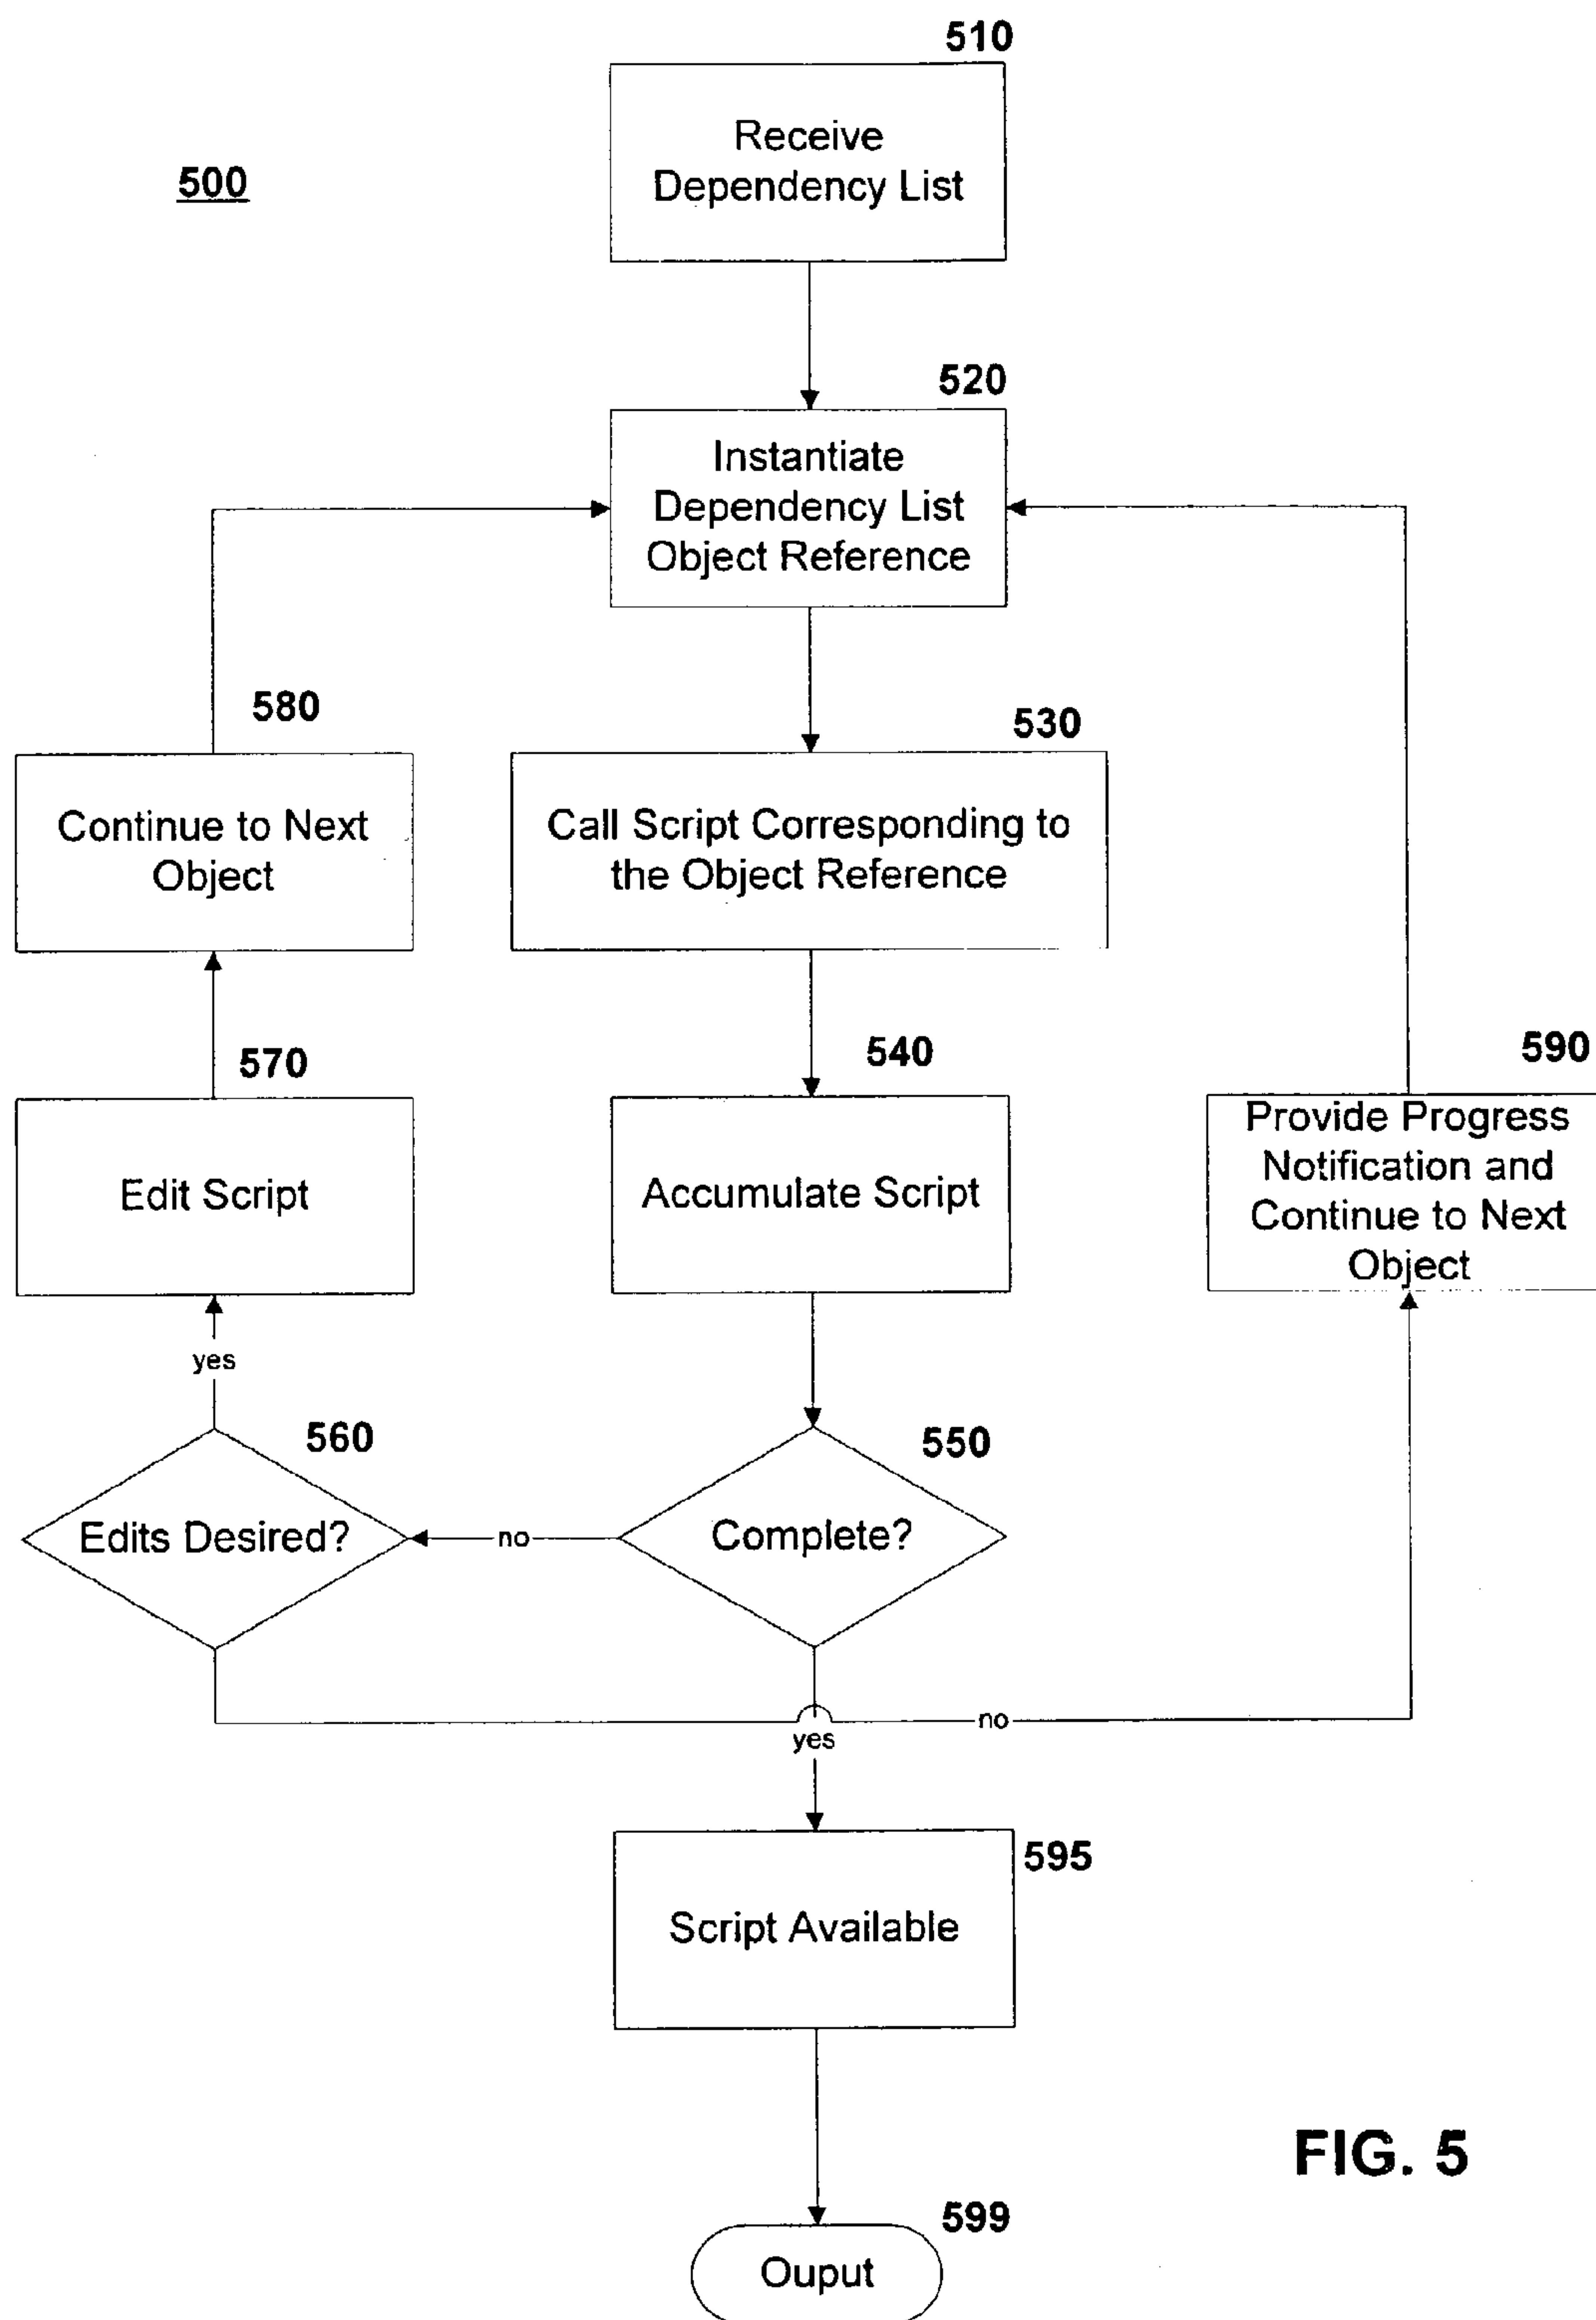 510
Receive
Dependency List
500
520
Instantiate
Dependency List
Object Reference
580
530
Continue to Next
Object
Call Script Corresponding to
the Object Reference
570
540
590
Edit Script
Accumulate Script
Provide Progress
Notification and
Continue to Next
Object
yes
560
550
Edits Desired?
no
Complete?
no
yes
595
Script Available
FIG. 5
599
Ouput